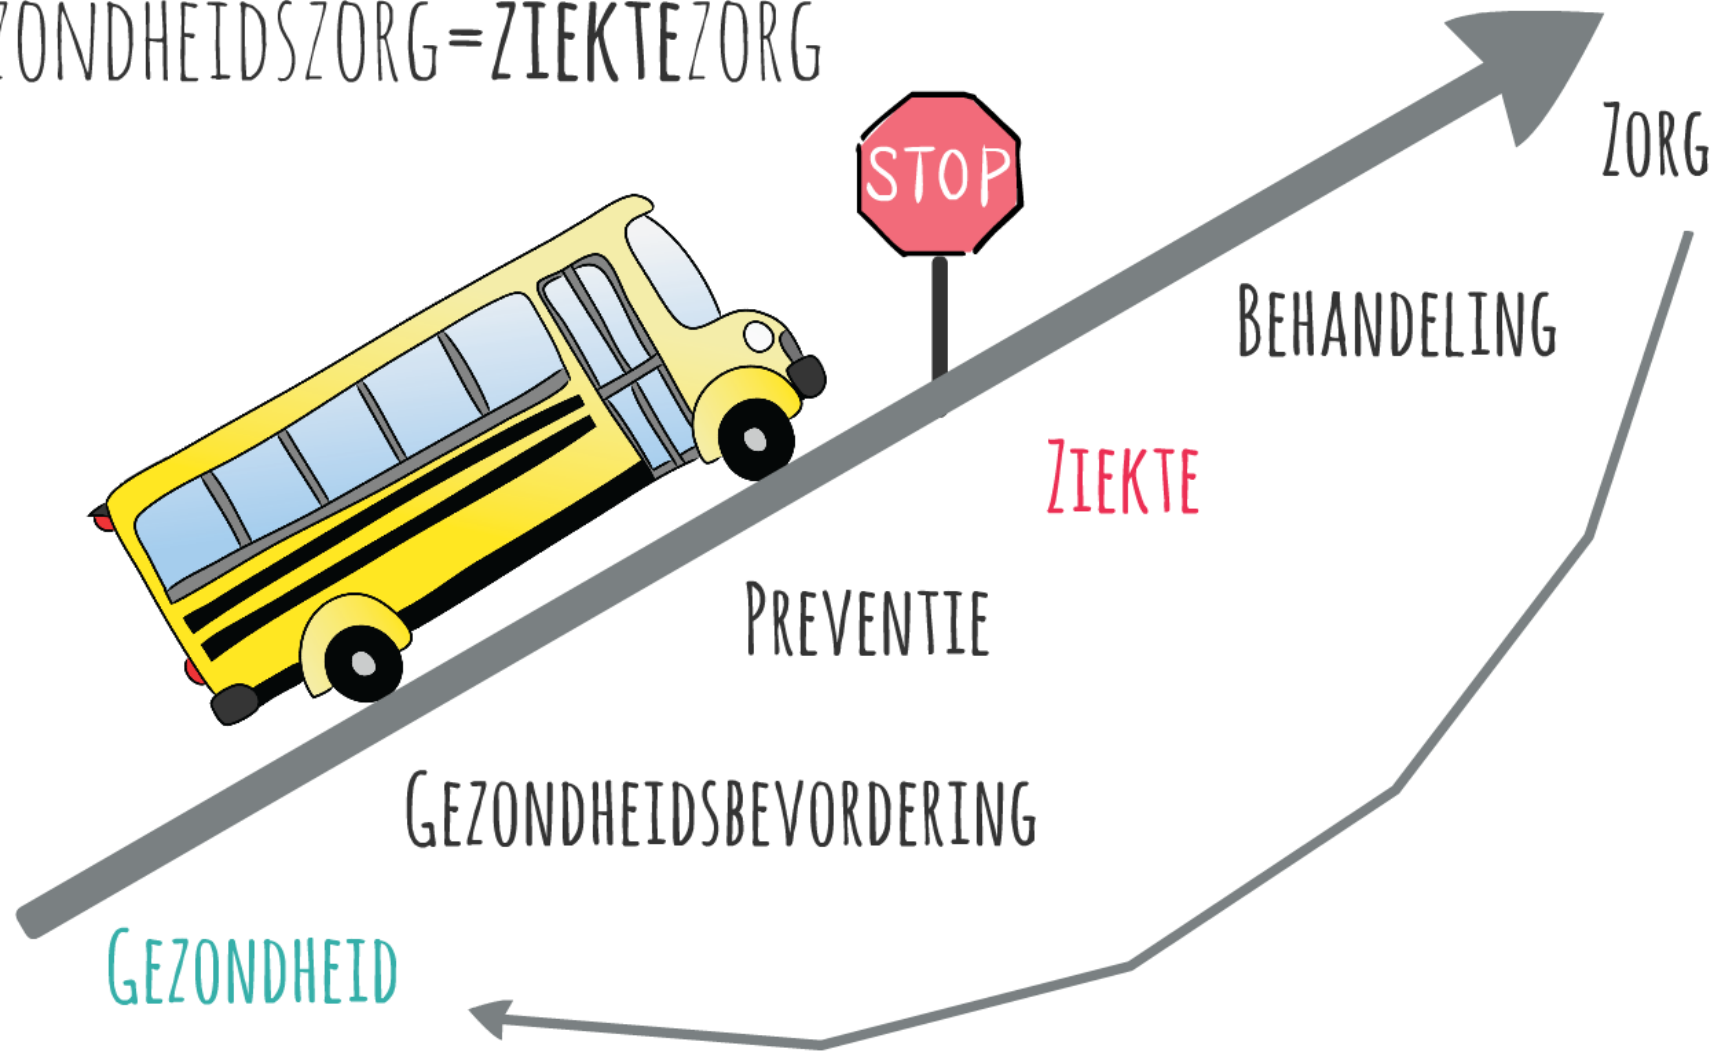 ZONDHEIDSZORG=ZIEKTEZORG
STOP
ZORG
BEHANDELING
ZIEKTE
PREVENTIE
GEZONDHEIDSBEVORDERING
GEZONDHEID